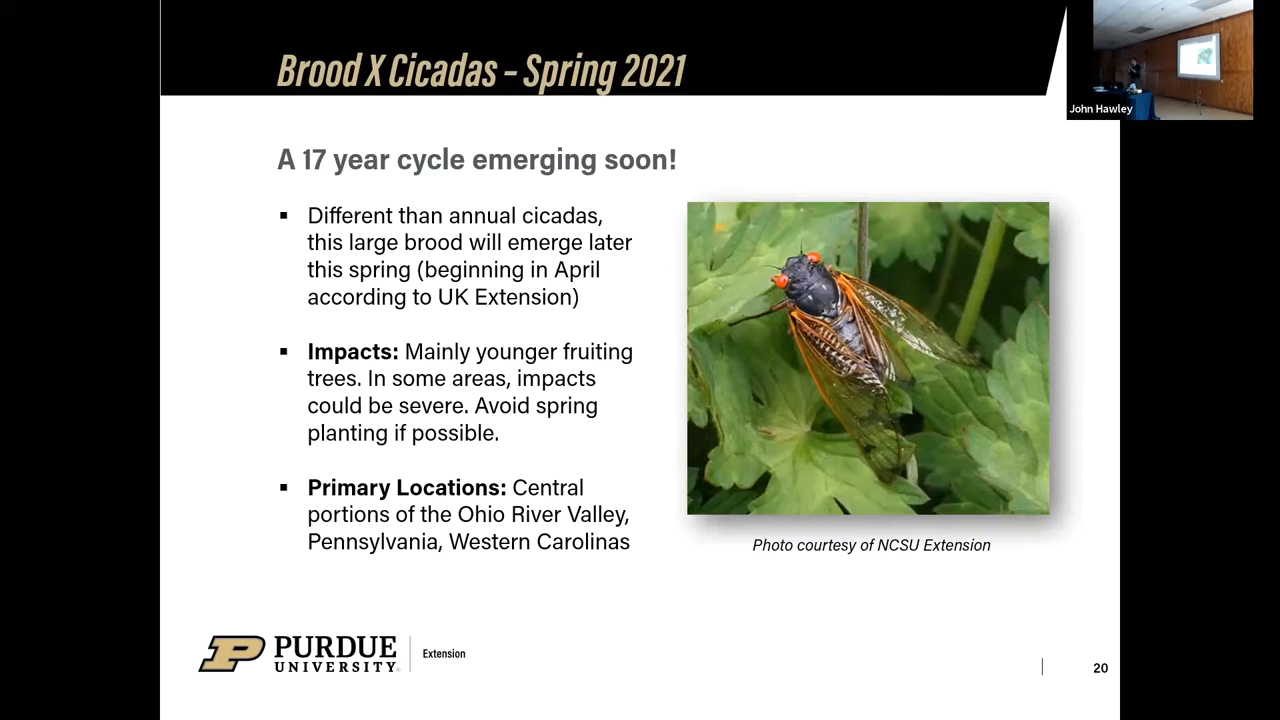 Brood X Cicadas – Spring 2021
John Hawley
A 17 year cycle emerging soon!
▪ Different than annual cicadas,
this large brood will emerge later
this spring (beginning in April
according to UK Extension)
▪ Impacts: Mainly younger fruiting
trees. In some areas, impacts
could be severe. Avoid spring
planting if possible.
▪ Primary Locations: Central
portions of the Ohio River Valley,
Pennsylvania, Western Carolinas
Photo courtesy of NCSU Extension
P PURDUE
UNIVERSITY®
Extension
20